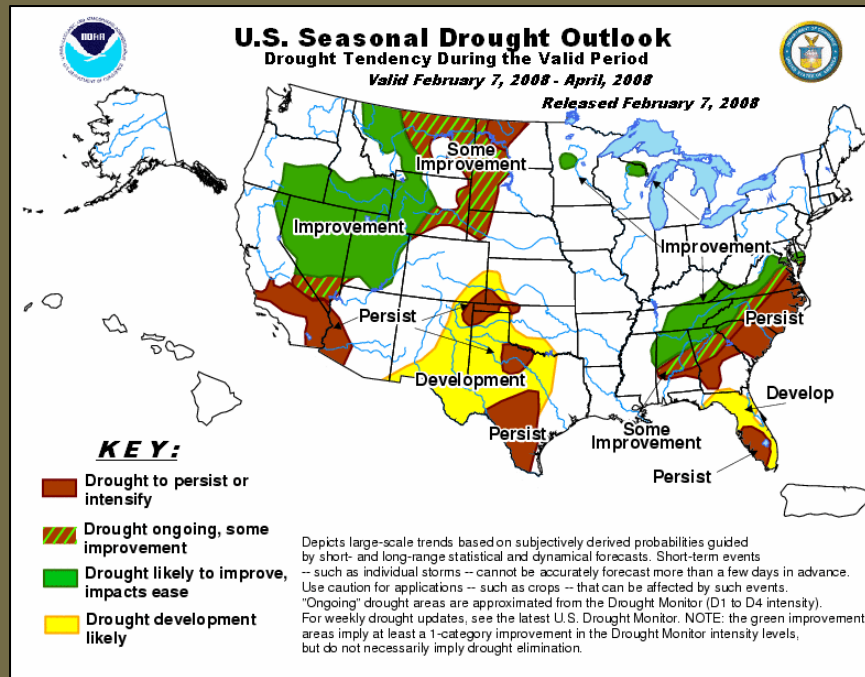 U.S. Seasonal Drought Outlook
Drought Tendency During the Valid Period
Valid February 7, 2008 - April, 2008
Released February 7, 2008
Some
Improvement
Improvement
Improvement
Persist
Persist
Development
Develop
Persist
Some
Improvement
Persist
KEY:
Drought to persist or
intensify
Drought ongoing, some
improvement
Drought likely to improve,
impacts ease
Drought development
likely
Depicts large-scale trends based on subjectively derived probabilities guided
by short- and long-range statistical and dynamical forecasts. Short-term events
-- such as individual storms -- cannot be accurately forecast more than a few days in advance.
Use caution for applications -- such as crops -- that can be affected by such events.
"Ongoing" drought areas are approximated from the Drought Monitor (D1 to D4 intensity).
For weekly drought updates, see the latest U.S. Drought Monitor. NOTE: the green improvement
areas imply at least a 1-category improvement in the Drought Monitor intensity levels,
but do not necessarily imply drought elimination.